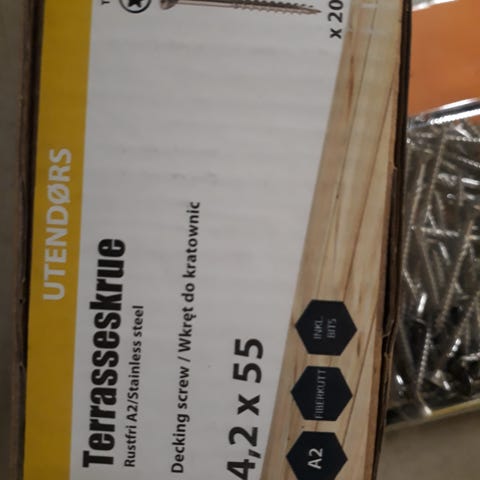 UTENDØRS
Terrasseskrue
Rustfri A2/Stainless steel
Decking screw / Wkręt do kratownic
4,2 x 55
A2
FIBERKUTT
INKL.
BITS